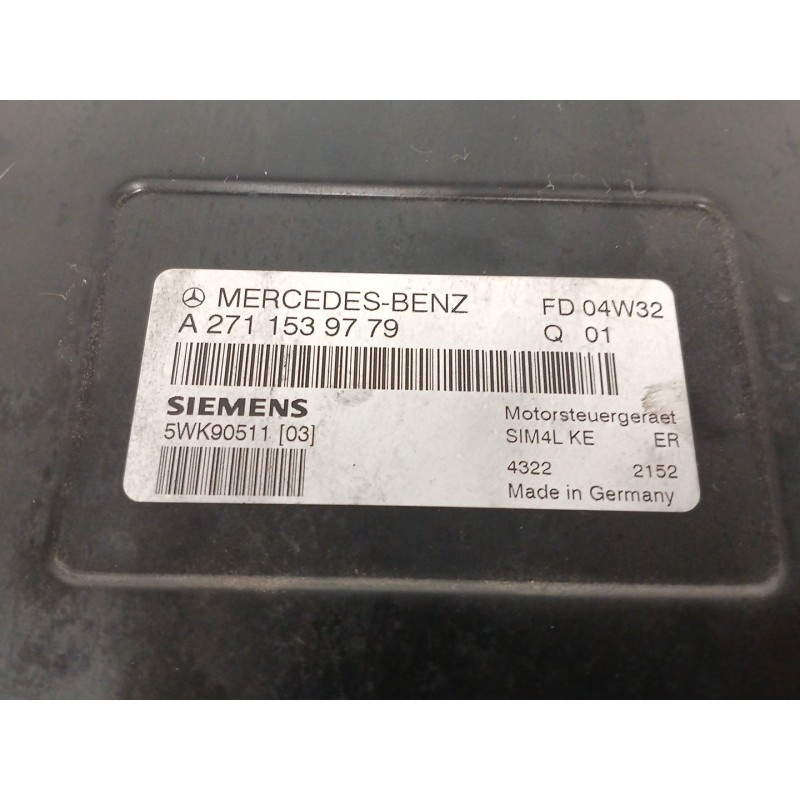 MERCEDES-BENZ FD 04W32
A 271 153 97 79 Q 01
SIEMENS Motorsteuergeraet
5WK90511 [03] SIM4L KE ER
4322 2152
Made in Germany